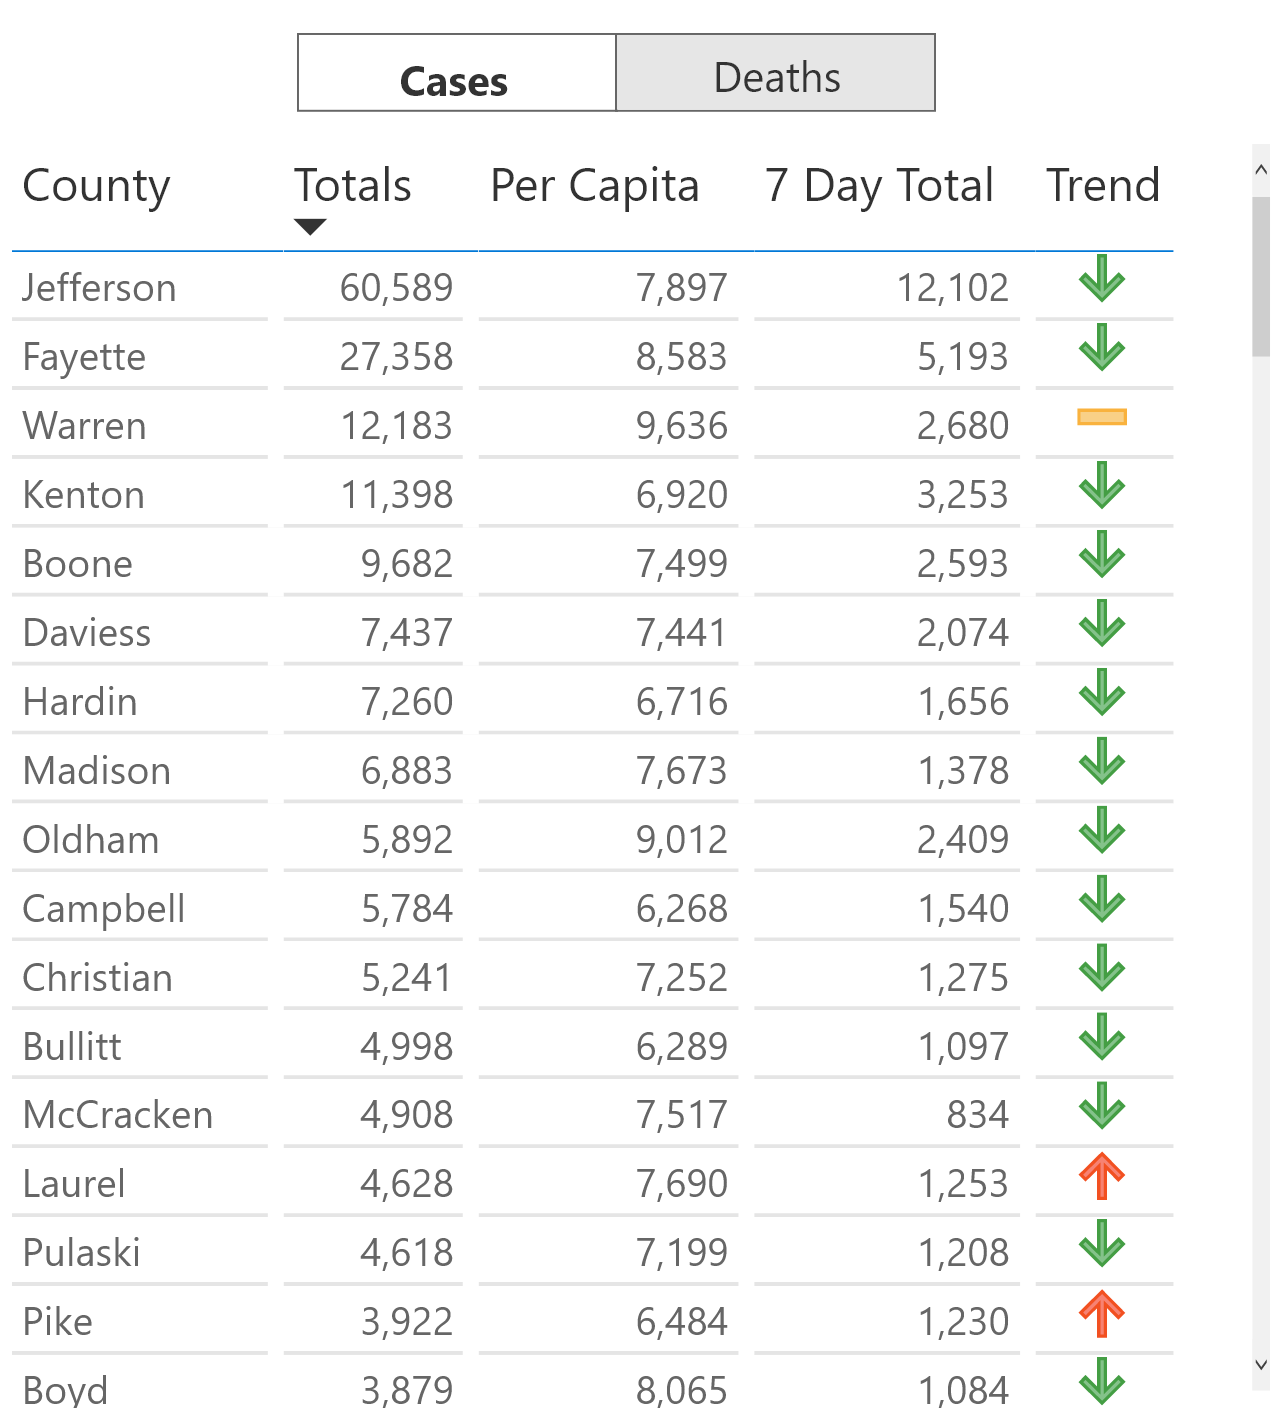 Cases Deaths
County Totals Per Capita 7 Day Total Trend
Jefferson 60,589 7,897 12,102
Fayette 27,358 8,583 5,193
Warren 12,183 9,636 2,680
Kenton 11,398 6,920 3,253
Boone 9,682 7,499 2,593
Daviess 7,437 7,441 2,074
Hardin 7,260 6,716 1,656
Madison 6,883 7,673 1,378
Oldham 5,892 9,012 2,409
Campbell 5,784 6,268 1,540
Christian 5,241 7,252 1,275
Bullitt 4,998 6,289 1,097
McCracken 4,908 7,517 834
Laurel 4,628 7,690 1,253
Pulaski 4,618 7,199 1,208
Pike 3,922 6,484 1,230
Boyd 3,879 8,065 1,084